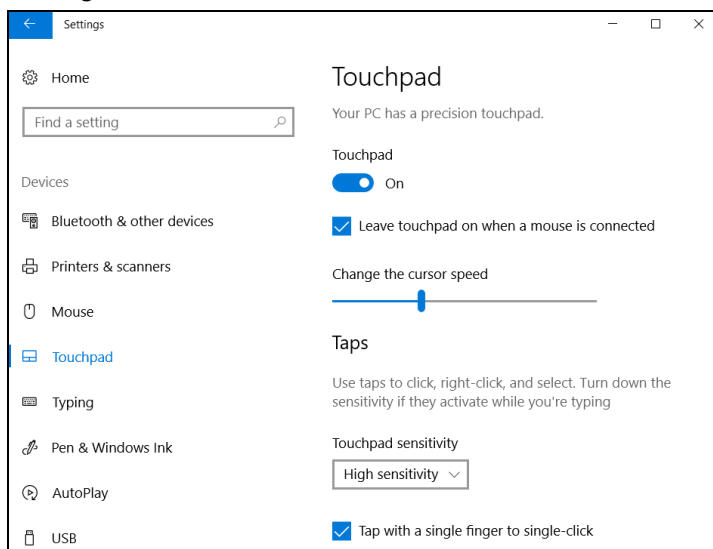 Settings
Home
Find a setting
Devices
Bluetooth & other devices
Printers & scanners
Mouse
Touchpad
Typing
Pen & Windows Ink
AutoPlay
USB
Touchpad
Your PC has a precision touchpad.
Touchpad
On
Leave touchpad on when a mouse is connected
Change the cursor speed
Taps
Use taps to click, right-click, and select. Turn down the
sensitivity if they activate while you're typing
Touchpad sensitivity
High sensitivity
Tap with a single finger to single-click